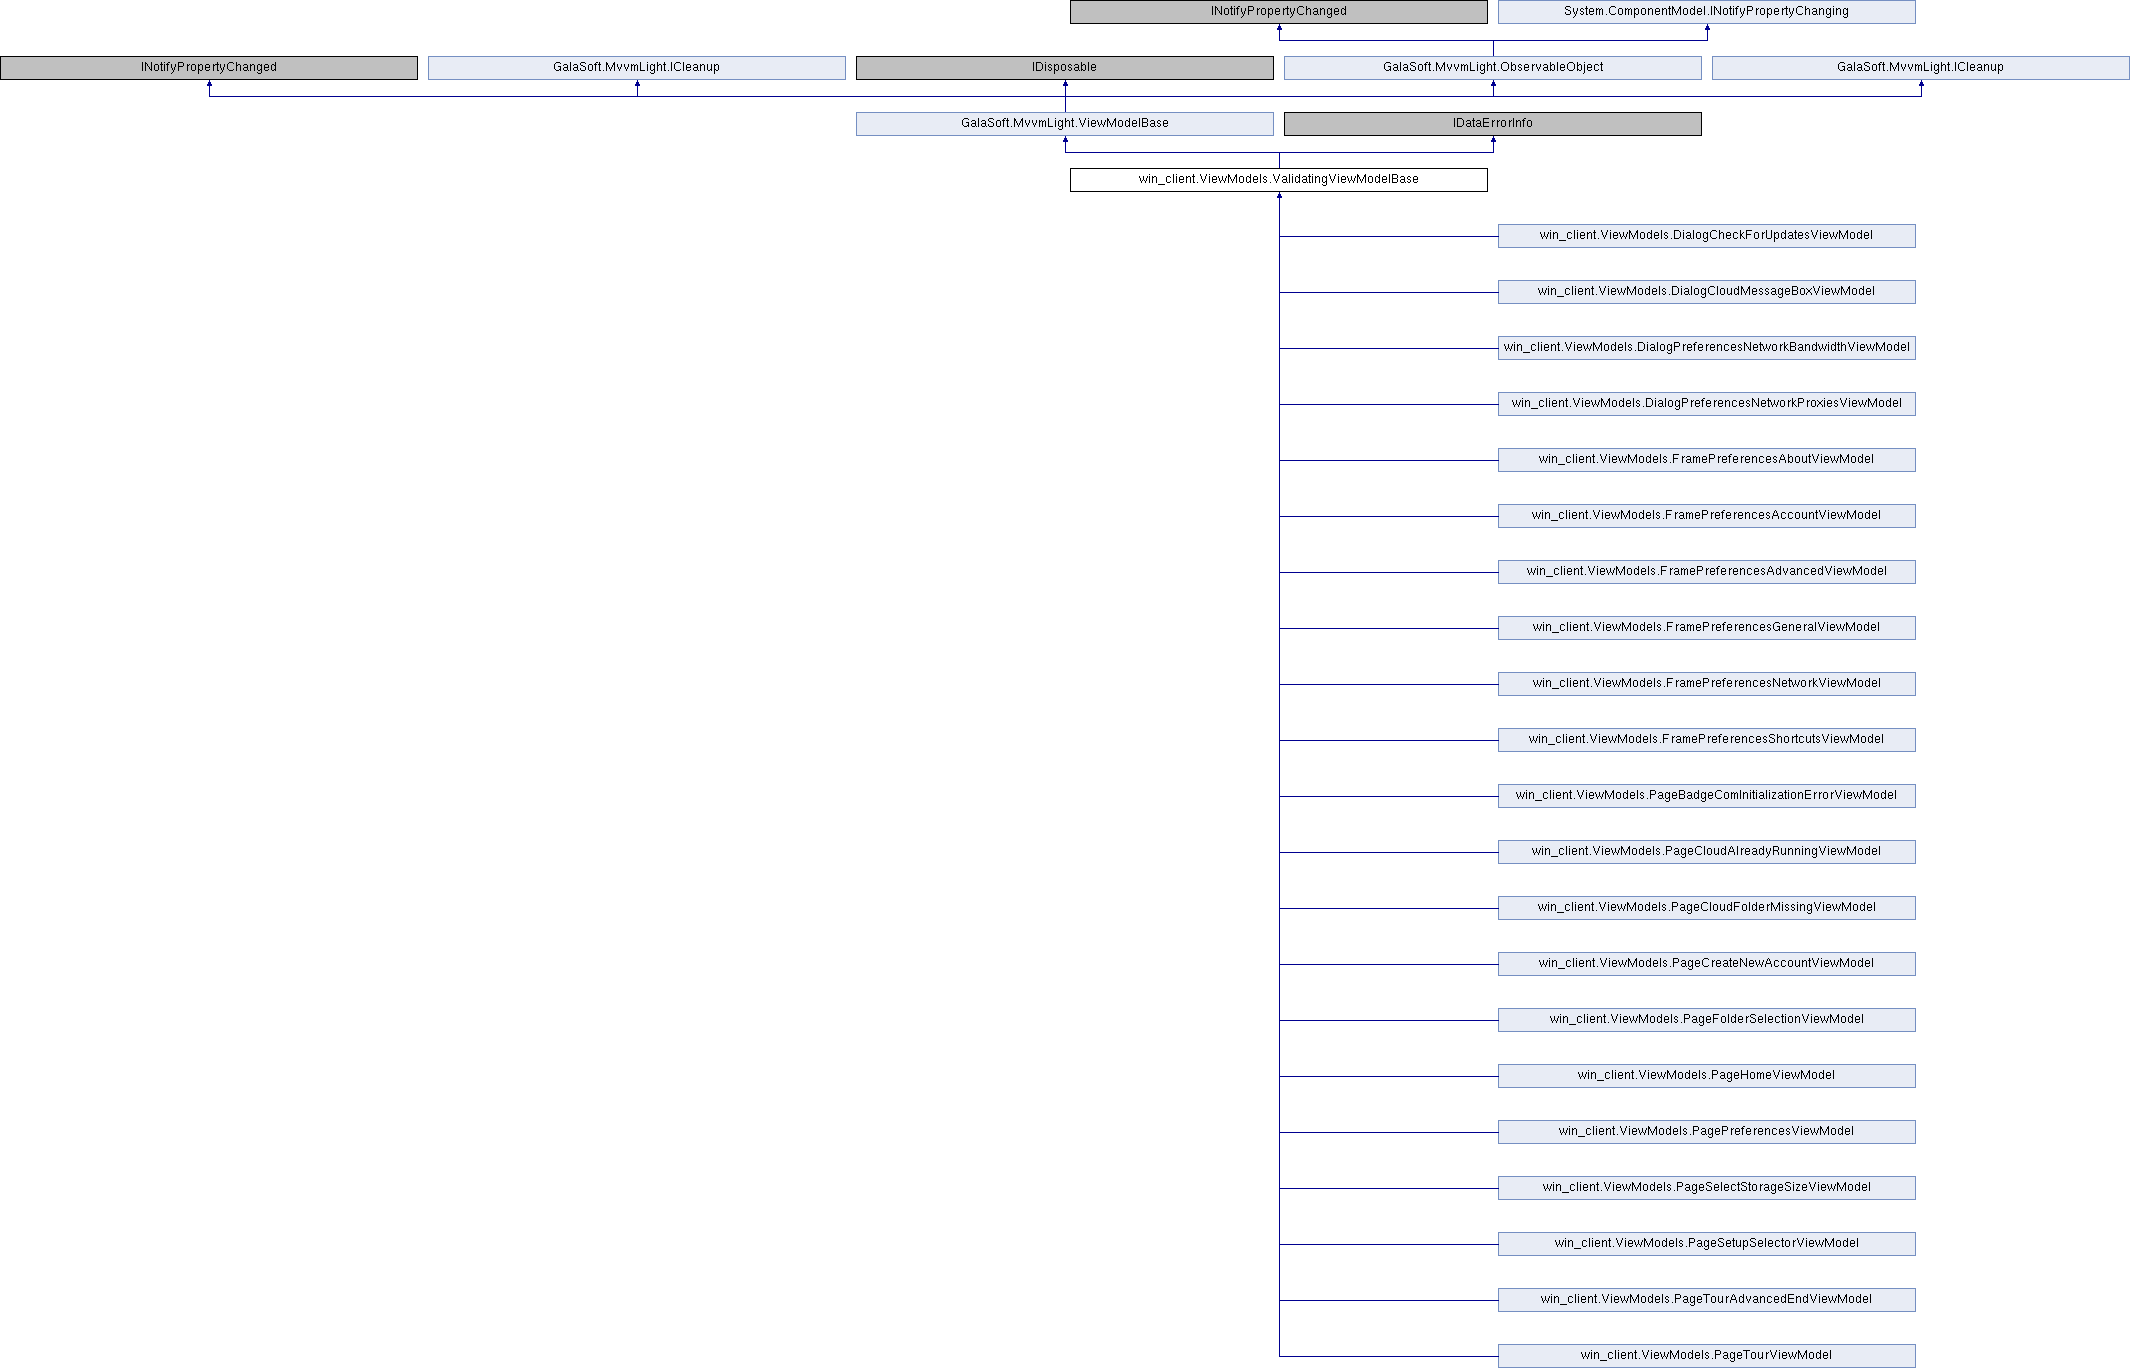 INotifyPropertyChanged
System.ComponentModel.INotifyPropertyChanging
INotifyPropertyChanged
GalaSoft.MvvmLight.ICleanup
IDisposable
GalaSoft.MvvmLight.ObservableObject
GalaSoft.MvvmLight.ICleanup
GalaSoft.MvvmLight.ViewModelBase
IDataErrorInfo
win_client.ViewModels.ValidatingViewModelBase
win_client.ViewModels.DialogCheckForUpdatesViewModel
win_client.ViewModels.DialogCloudMessageBoxViewModel
win_client.ViewModels.DialogPreferencesNetworkBandwidthViewModel
win_client.ViewModels.DialogPreferencesNetworkProxiesViewModel
win_client.ViewModels.FramePreferencesAboutViewModel
win_client.ViewModels.FramePreferencesAccountViewModel
win_client.ViewModels.FramePreferencesAdvancedViewModel
win_client.ViewModels.FramePreferencesGeneralViewModel
win_client.ViewModels.FramePreferencesNetworkViewModel
win_client.ViewModels.FramePreferencesShortcutsViewModel
win_client.ViewModels.PageBadgeComInitializationErrorViewModel
win_client.ViewModels.PageCloudAlreadyRunningViewModel
win_client.ViewModels.PageCloudFolderMissingViewModel
win_client.ViewModels.PageCreateNewAccountViewModel
win_client.ViewModels.PageFolderSelectionViewModel
win_client.ViewModels.PageHomeViewModel
win_client.ViewModels.PagePreferencesViewModel
win_client.ViewModels.PageSelectStorageSizeViewModel
win_client.ViewModels.PageSetupSelectorViewModel
win_client.ViewModels.PageTourAdvancedEndViewModel
win_client.ViewModels.PageTourViewModel